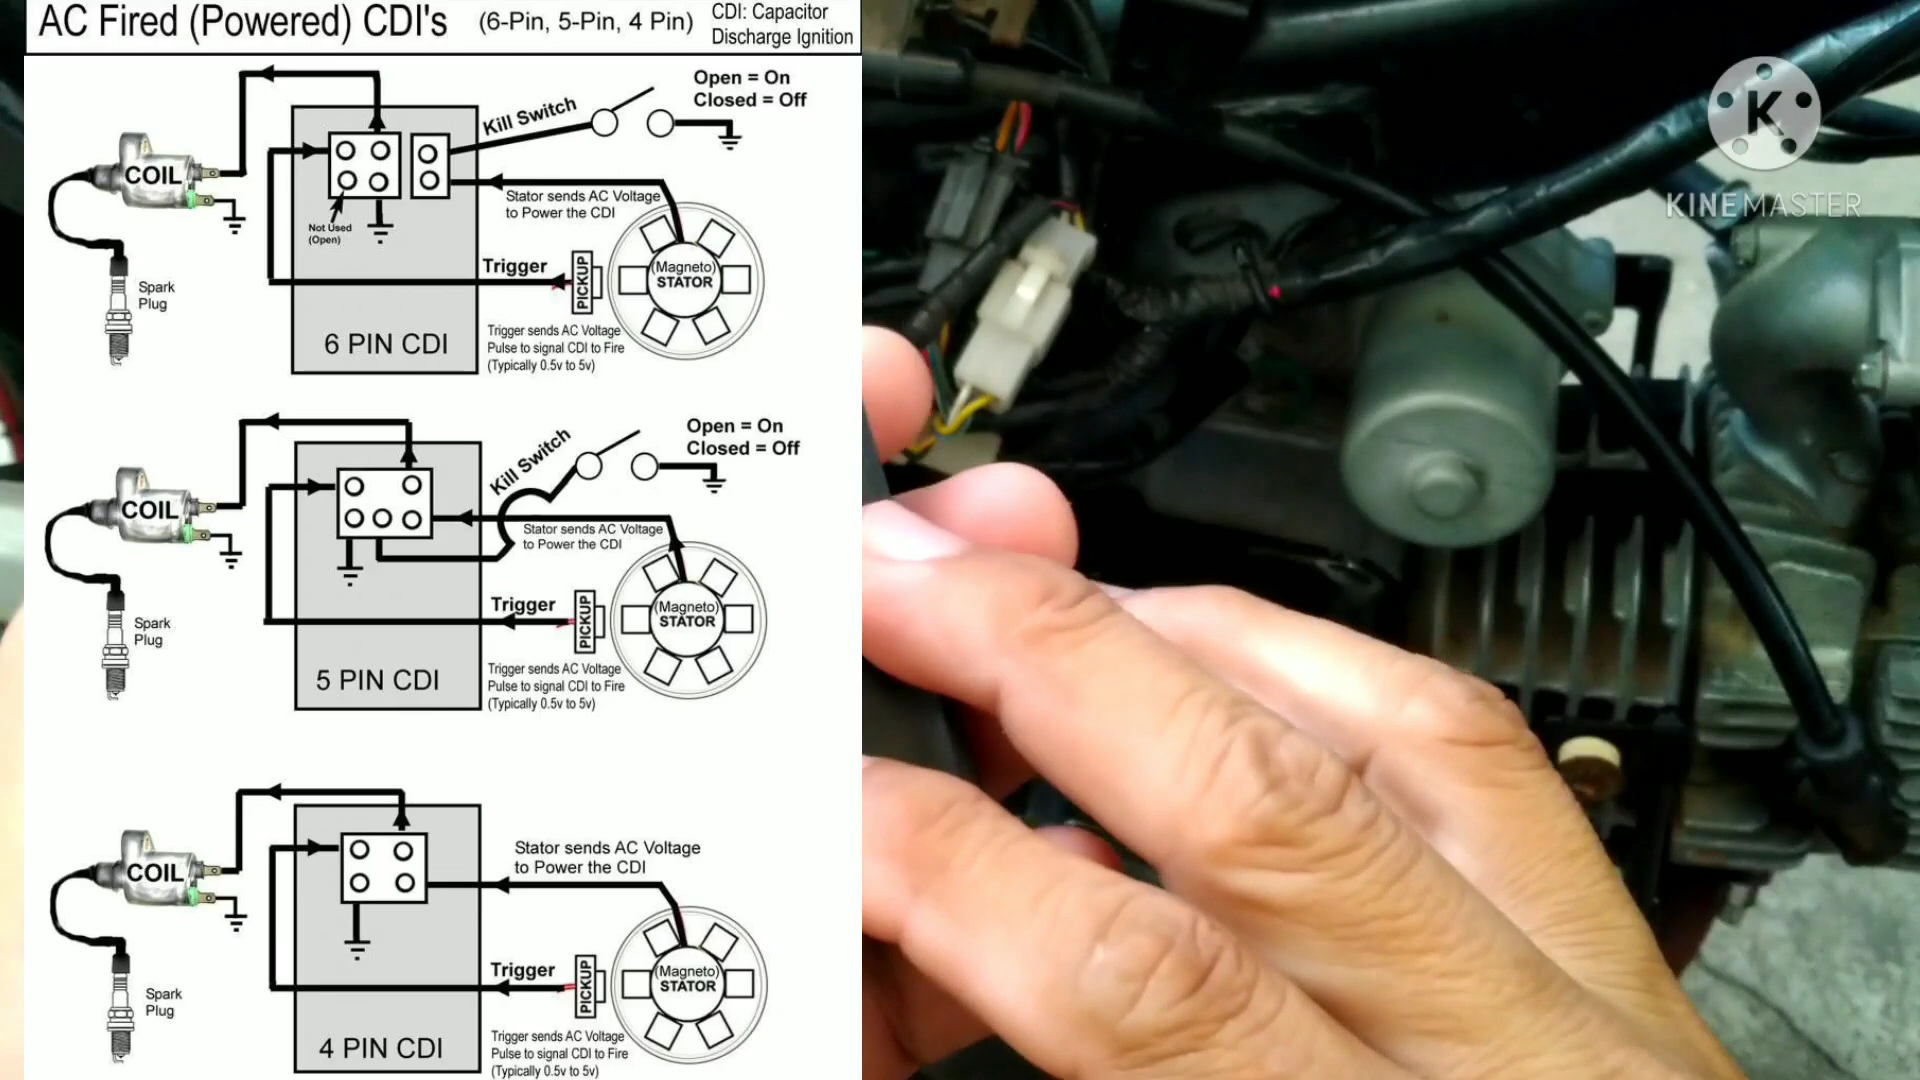 AC Fired (Powered) CDI's (6-Pin, 5-Pin, 4 Pin)
CDI: Capacitor
Discharge Ignition
Open = On
Closed = Off
Kill Switch
COIL
Stator sends AC Voltage
to Power the CDI
Not Used
(Open)
Trigger
PICKUP
(Magneto)
STATOR
Spark
Plug
Trigger sends AC Voltage
Pulse to signal CDI to Fire
(Typically 0.5v to 5v)
6 PIN CDI
Open = On
Closed = Off
Kill Switch
COIL
Stator sends AC Voltage
to Power the CDI
Trigger
PICKUP
(Magneto)
STATOR
Spark
Plug
Trigger sends AC Voltage
Pulse to signal CDI to Fire
(Typically 0.5v to 5v)
5 PIN CDI
Stator sends AC Voltage
to Power the CDI
COIL
Trigger
PICKUP
(Magneto)
STATOR
Spark
Plug
Trigger sends AC Voltage
Pulse to signal CDI to Fire
(Typically 0.5v to 5v)
4 PIN CDI
K
KINEMASTER